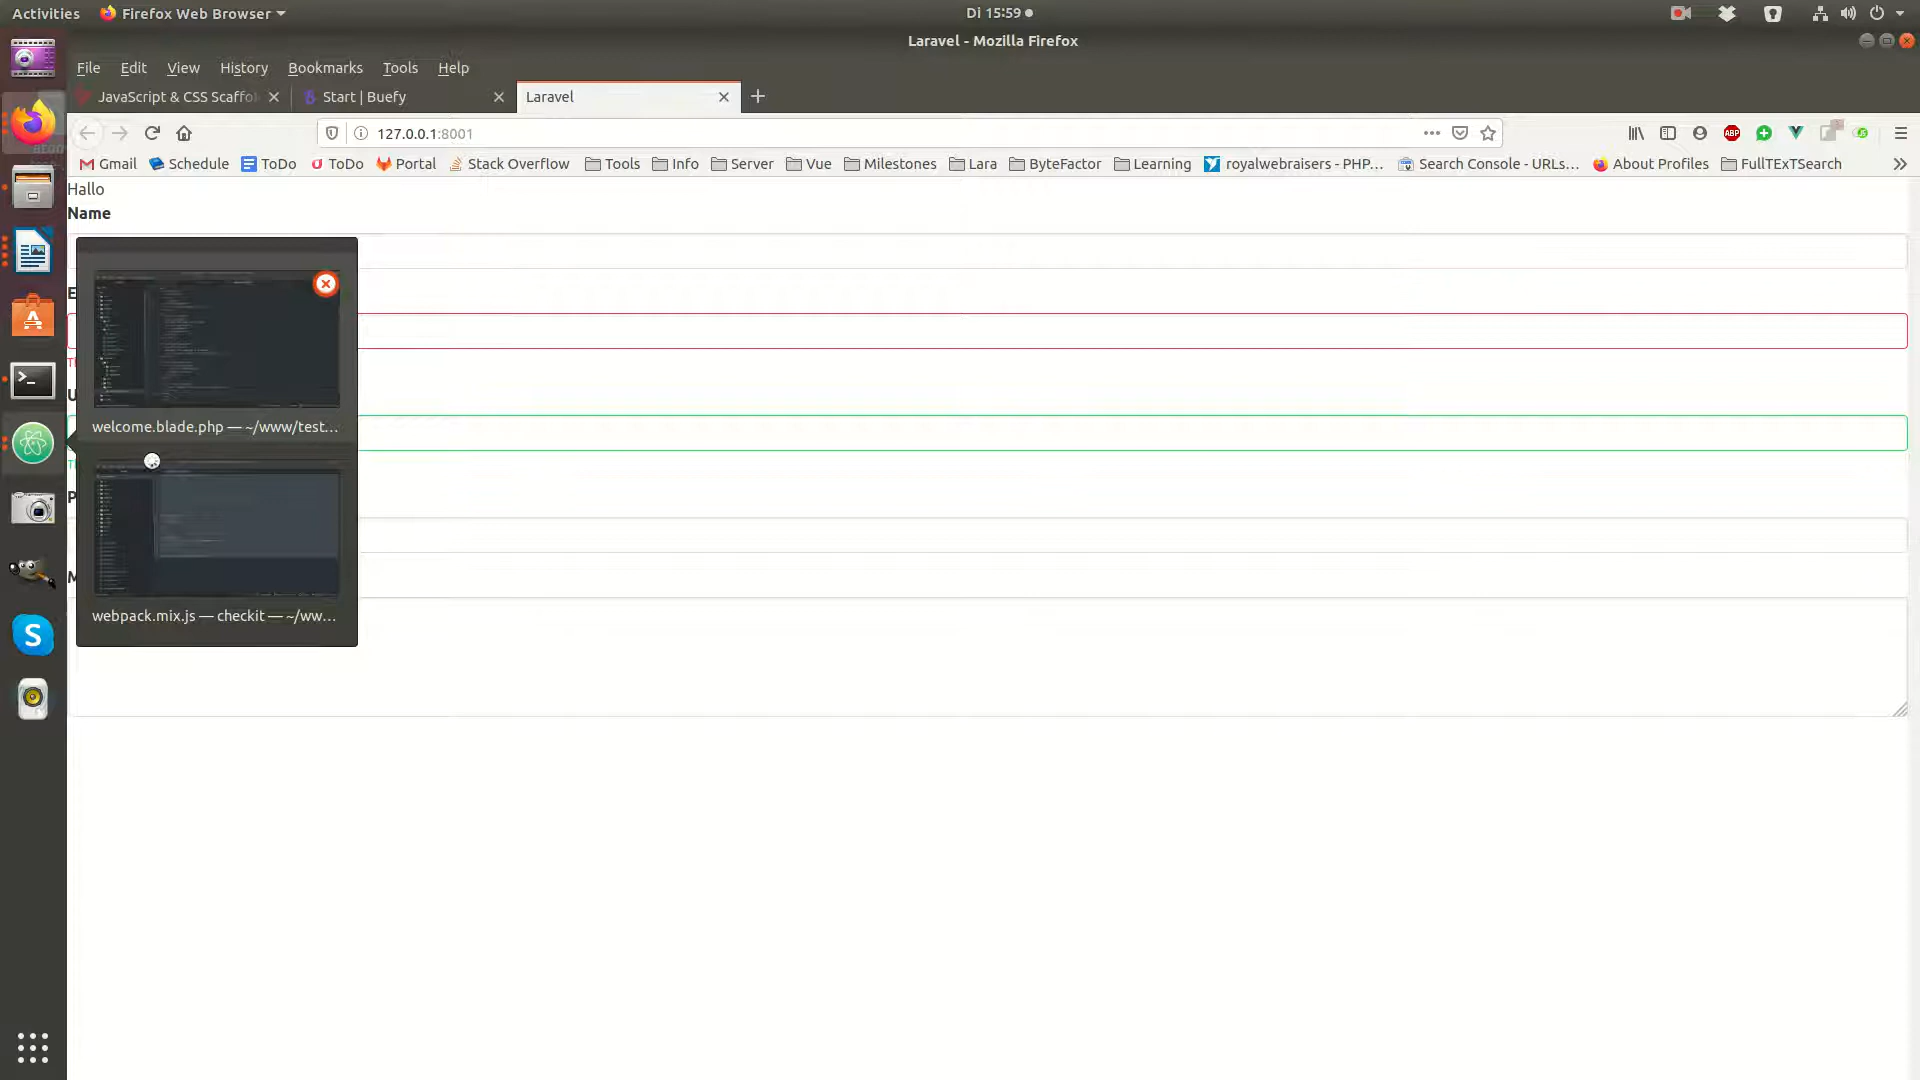 Activities
Firefox Web Browser
Di 15:59
Laravel - Mozilla Firefox
File Edit View History Bookmarks Tools Help
JavaScript & CSS Scaffo
Start | Buefy
Laravel
127.0.0.1:8001
Gmail Schedule ToDo ToDo Portal Stack Overflow Tools Info Server Vue Milestones Lara ByteFactor Learning royalwebraisers - PHP... Search Console - URLs... About Profiles FullTExTSearch
Hallo
Name
E
U
P
M
welcome.blade.php — ~/www/test...
webpack.mix.js — checkit — ~/ww...